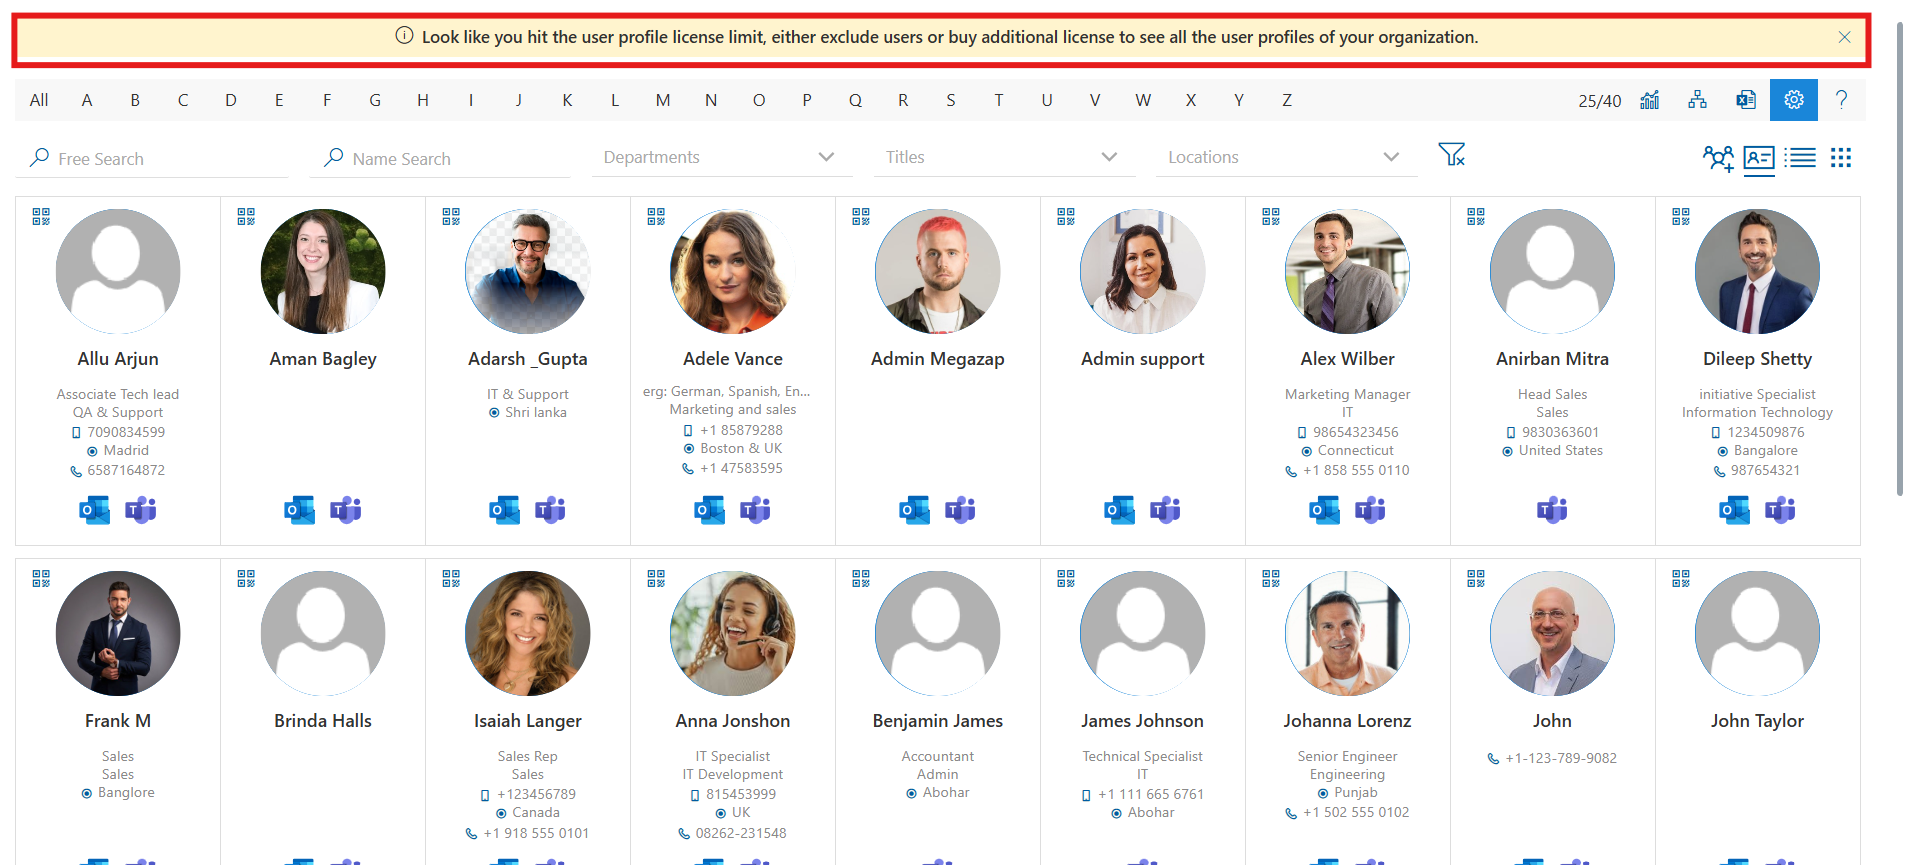 Look like you hit the user profile license limit, either exclude users or buy additional license to see all the user profiles of your organization.
All A B C D E F G H I J K L M N O P Q R S T U V W X Y Z 25/40 ?
Free Search Name Search Departments Titles Locations
Allu Arjun
Associate Tech lead
QA & Support
7090834599
Madrid
6587164872
Aman Bagley
Adarsh _Gupta
IT & Support
Shri lanka
Adele Vance
erg: German, Spanish, En...
Marketing and sales
+1 85879288
Boston & UK
+1 47583595
Admin Megazap
Admin support
Alex Wilber
Marketing Manager
IT
98654323456
Connecticut
+1 858 555 0110
Anirban Mitra
Head Sales
Sales
9830363601
United States
Dileep Shetty
initiative Specialist
Information Technology
1234509876
Bangalore
987654321
Frank M
Sales
Sales
Banglore
Brinda Halls
Isaiah Langer
Sales Rep
Sales
+123456789
Canada
+1 918 555 0101
Anna Jonshon
IT Specialist
IT Development
815453999
UK
08262-231548
Benjamin James
Accountant
Admin
Abohar
James Johnson
Technical Specialist
IT
+1 111 665 6761
Abohar
Johanna Lorenz
Senior Engineer
Engineering
Punjab
+1 502 555 0102
John
+1-123-789-9082
John Taylor